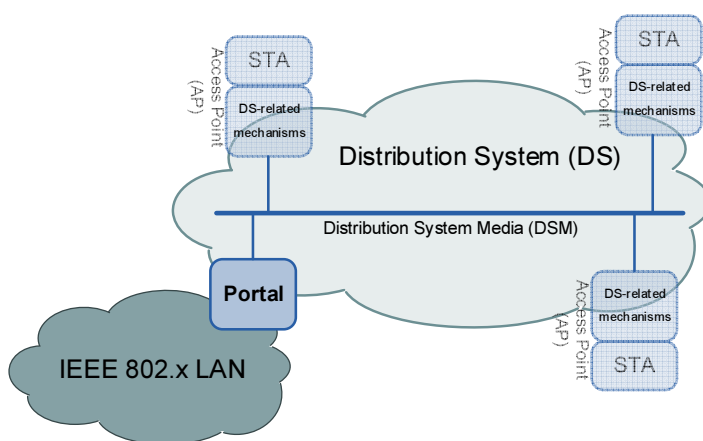 STA
Access Point
(AP)
DS-related
mechanisms
STA
Access Point
(AP)
DS-related
mechanisms
Distribution System (DS)
Distribution System Media (DSM)
Portal
IEEE 802.x LAN
Access Point
(AP)
DS-related
mechanisms
STA